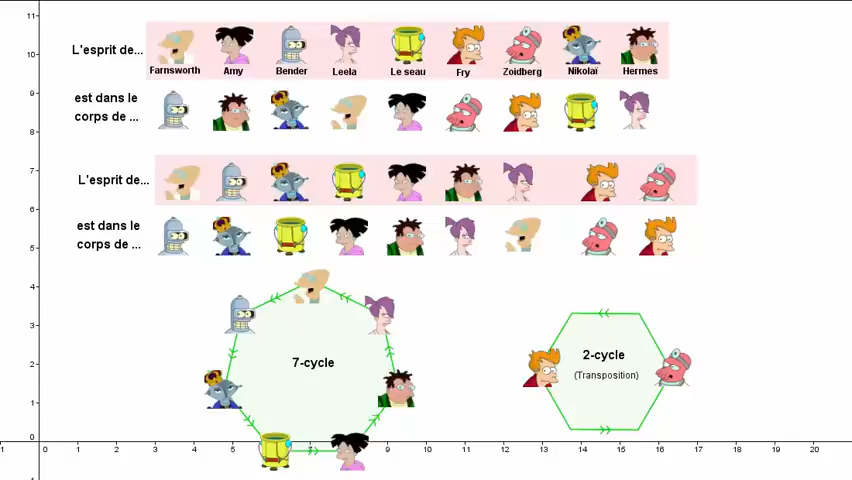 11
10
L'esprit de...
Farnsworth Amy Bender Leela Le seau Fry Zoidberg Nikolaï Hermes
9
est dans le
corps de ...
8
7
L'esprit de...
6
est dans le
corps de ...
5
4
3
7-cycle
2-cycle
(Transposition)
2
1
0
1 0 1 2 3 4 5 6 7 8 9 10 11 12 13 14 15 16 17 18 19 20